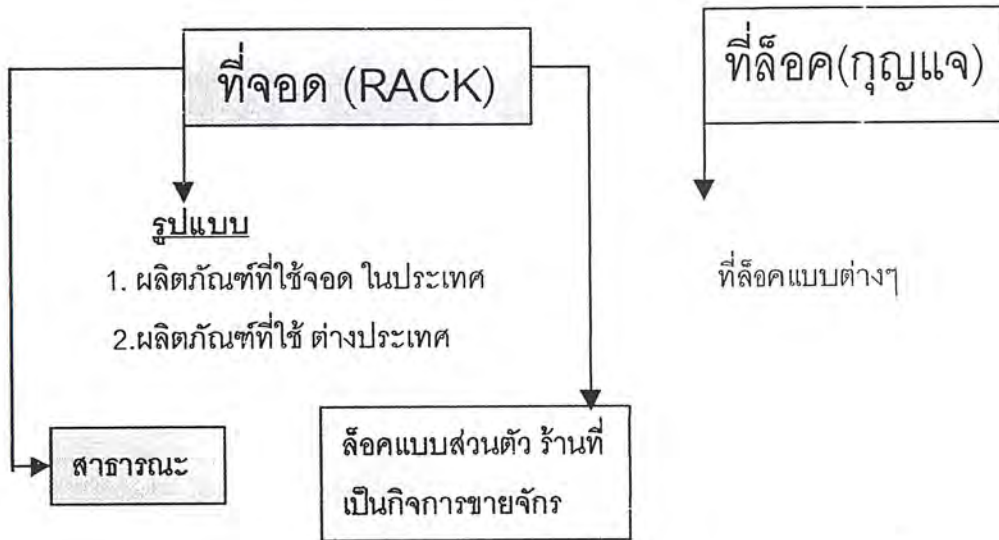 ที่จอด (RACK)
ที่ล็อค(กุญแจ)
รูปแบบ
1. ผลิตภัณฑ์ที่ใช้จอด ในประเทศ
2.ผลิตภัณฑ์ที่ใช้ ต่างประเทศ
ที่ล็อคแบบต่างๆ
สาธารณะ
ล็อคแบบส่วนตัว ร้านที่
เป็นกิจการขายจักร